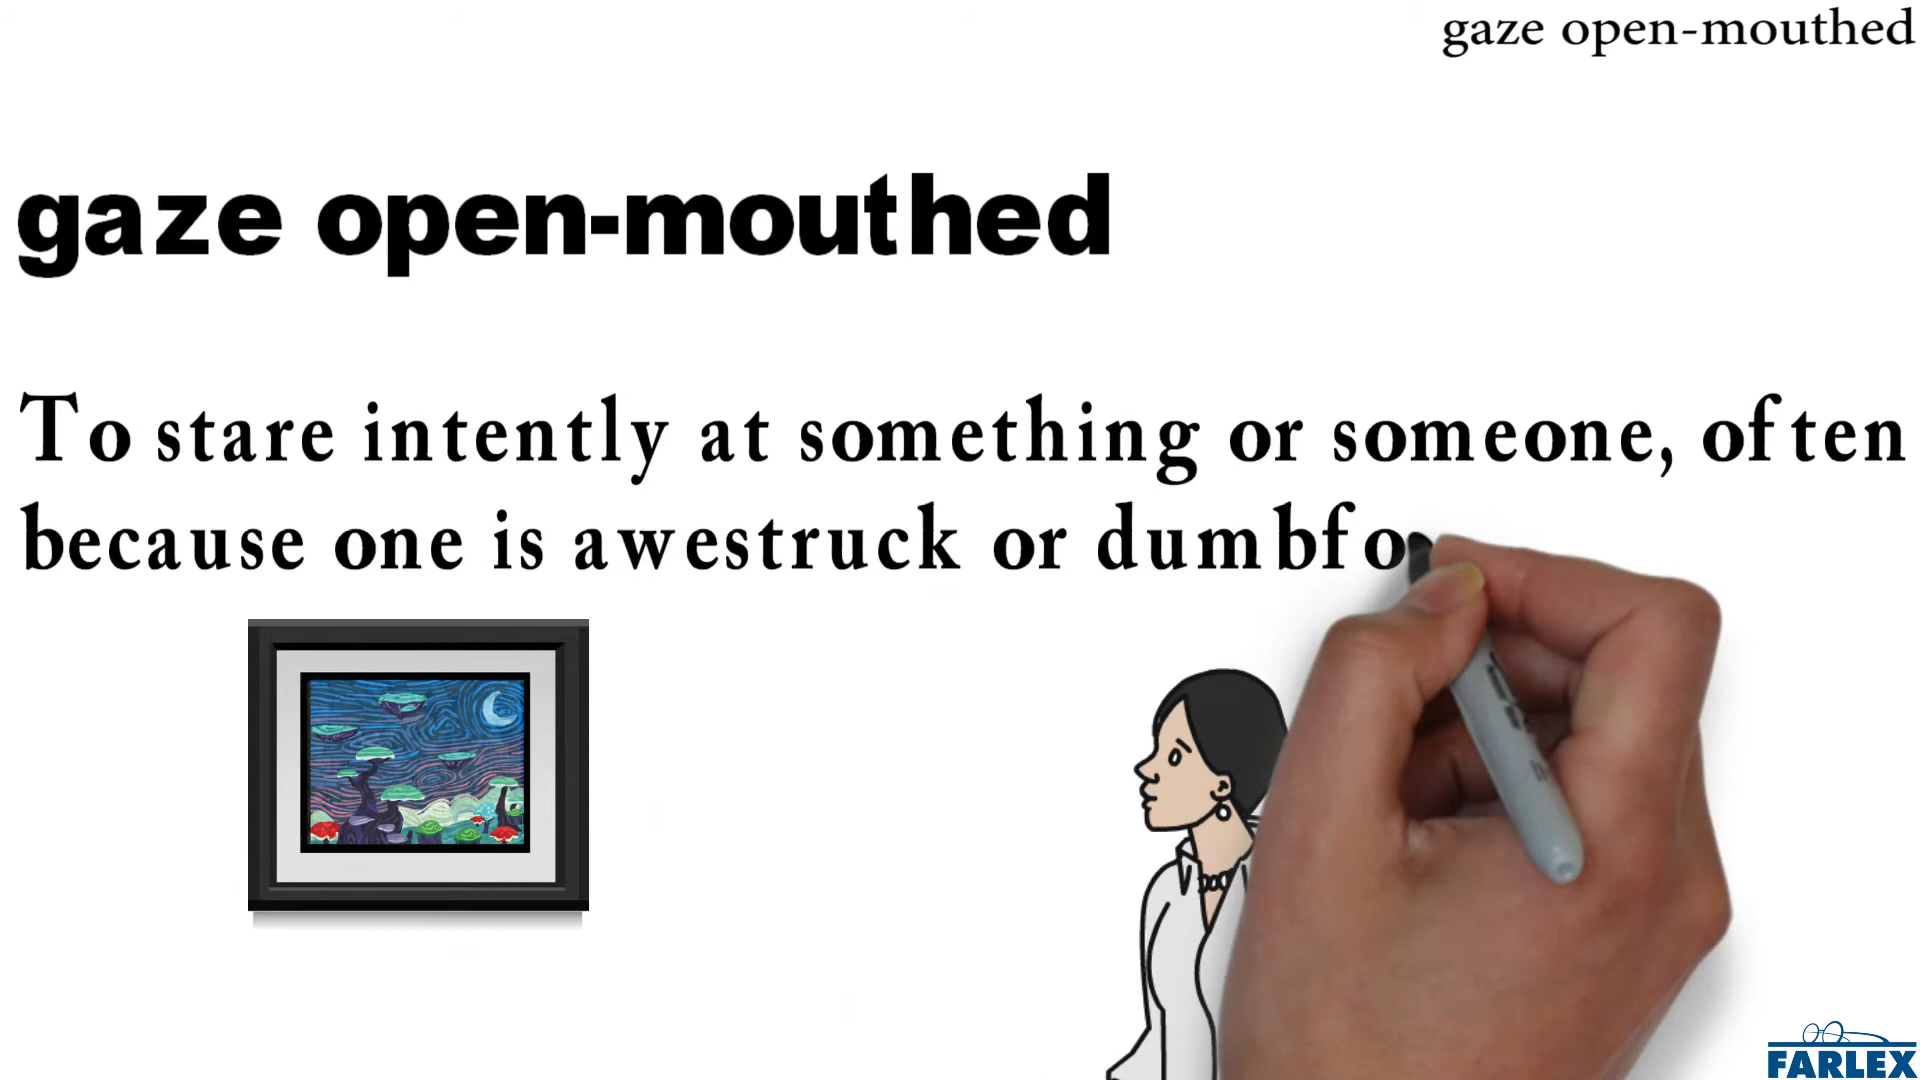 gaze open-mouthed
gaze open-mouthed
To stare intently at something or someone, often
because one is awestruck or dumbfo
FARLEX